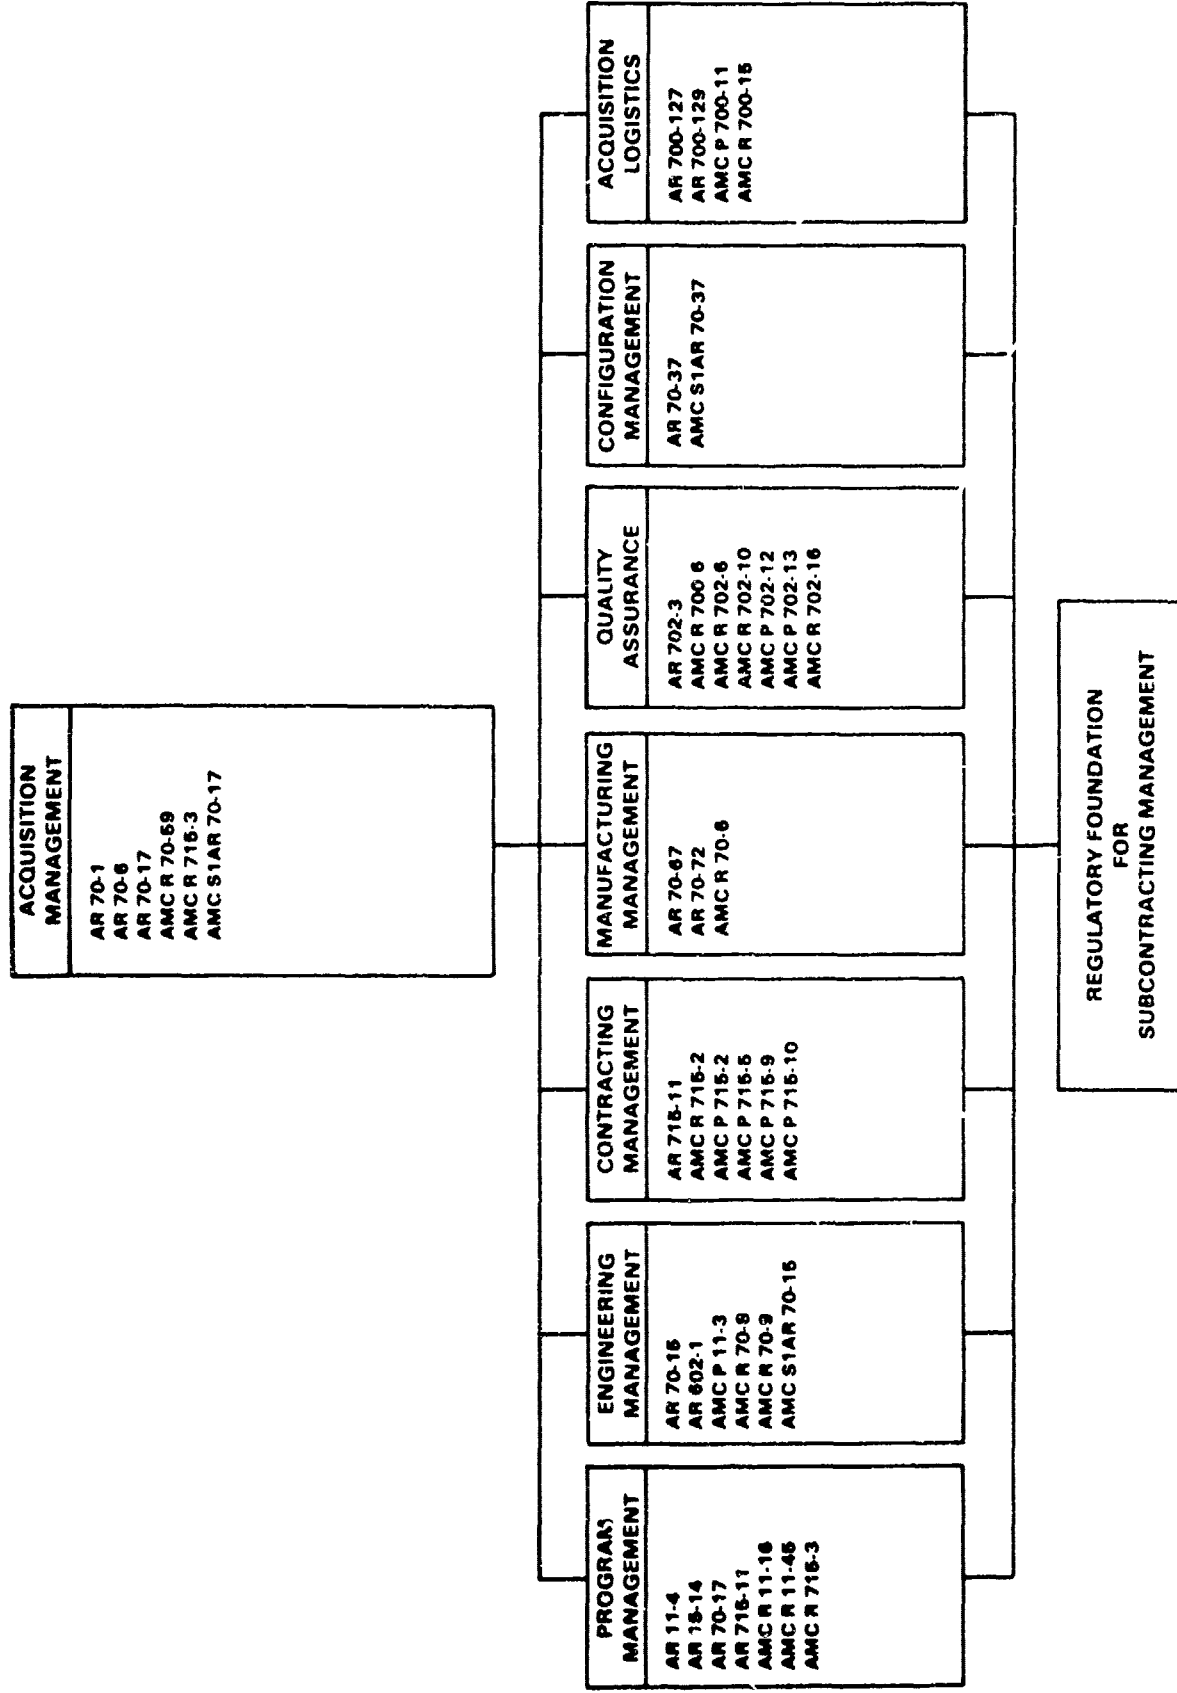 ACQUISITION
MANAGEMENT
AR 70-1
AR 70-6
AR 70-17
AMC R 70-59
AMC R 715-3
AMC S1AR 70-17
PROGRAM
MANAGEMENT
AR 11-4
AR 15-14
AR 70-17
AR 715-11
AMC R 11-16
AMC R 11-45
AMC R 715-3
ENGINEERING
MANAGEMENT
AR 70-15
AR 602-1
AMC P 11-3
AMC R 70-8
AMC R 70-9
AMC S1AR 70-15
CONTRACTING
MANAGEMENT
AR 715-11
AMC R 715-2
AMC P 715-2
AMC P 715-5
AMC P 715-9
AMC P 715-10
MANUFACTURING
MANAGEMENT
AR 70-67
AR 70-72
AMC R 70-6
QUALITY
ASSURANCE
AR 702-3
AMC R 700 6
AMC R 702-6
AMC R 702-10
AMC P 702-12
AMC P 702-13
AMC R 702-16
CONFIGURATION
MANAGEMENT
AR 70-37
AMC S1AR 70-37
ACQUISITION
LOGISTICS
AR 700-127
AR 700-129
AMC P 700-11
AMC R 700-15
REGULATORY FOUNDATION
FOR
SUBCONTRACTING MANAGEMENT